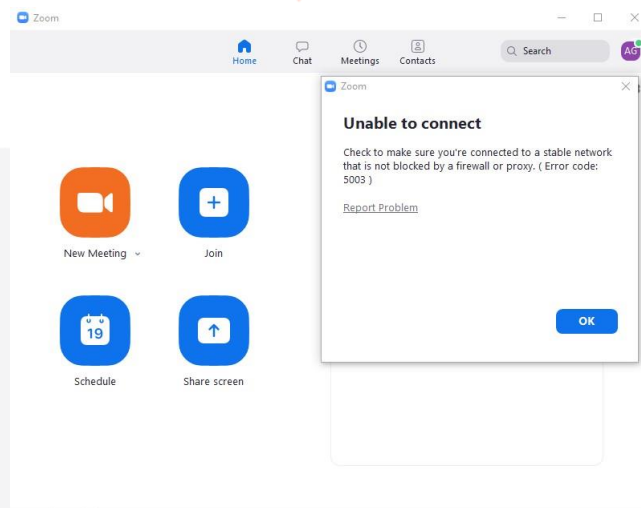 Zoom
Home
Chat
Meetings
Contacts
Search
AG
Zoom
Unable to connect
Check to make sure you're connected to a stable network
that is not blocked by a firewall or proxy. ( Error code:
5003 )
Report Problem
OK
New Meeting
Join
19
Schedule
Share screen